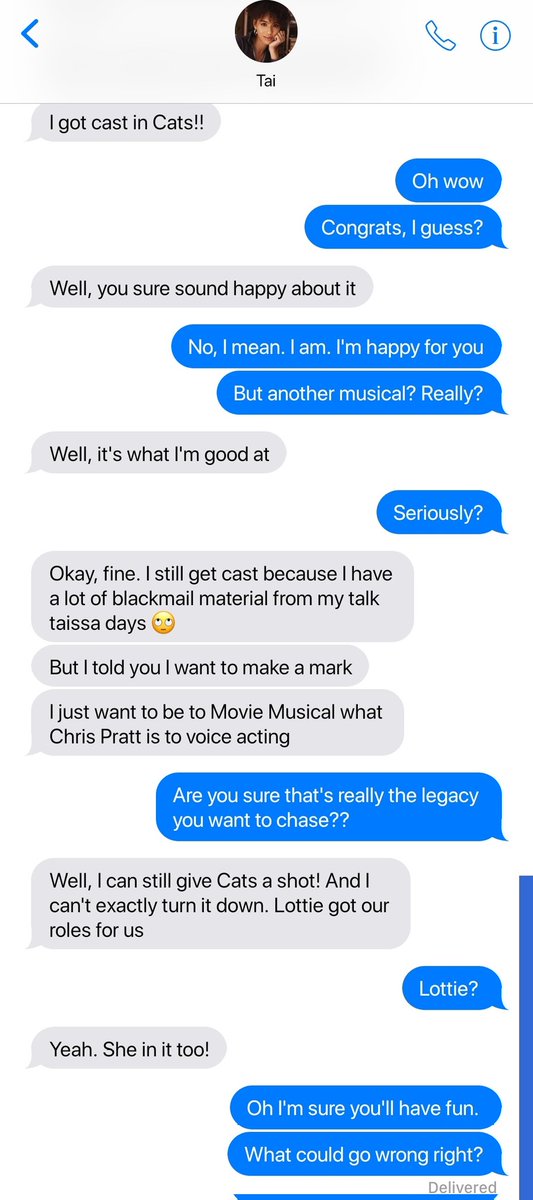 Tai
I got cast in Cats!!
Oh wow
Congrats, I guess?
Well, you sure sound happy about it
No, I mean. I am. I'm happy for you
But another musical? Really?
Well, it's what I'm good at
Seriously?
Okay, fine. I still get cast because I have
a lot of blackmail material from my talk
taissa days 🙄
But I told you I want to make a mark
I just want to be to Movie Musical what
Chris Pratt is to voice acting
Are you sure that's really the legacy
you want to chase??
Well, I can still give Cats a shot! And I
can't exactly turn it down. Lottie got our
roles for us
Lottie?
Yeah. She in it too!
Oh I'm sure you'll have fun.
What could go wrong right?
Delivered